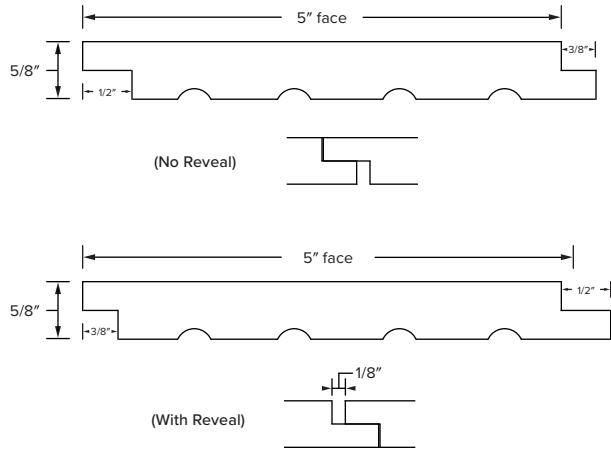 5″ face
3/8″
5/8″
1/2″
(No Reveal)
5″ face
1/2″
5/8″
3/8″
1/8″
(With Reveal)